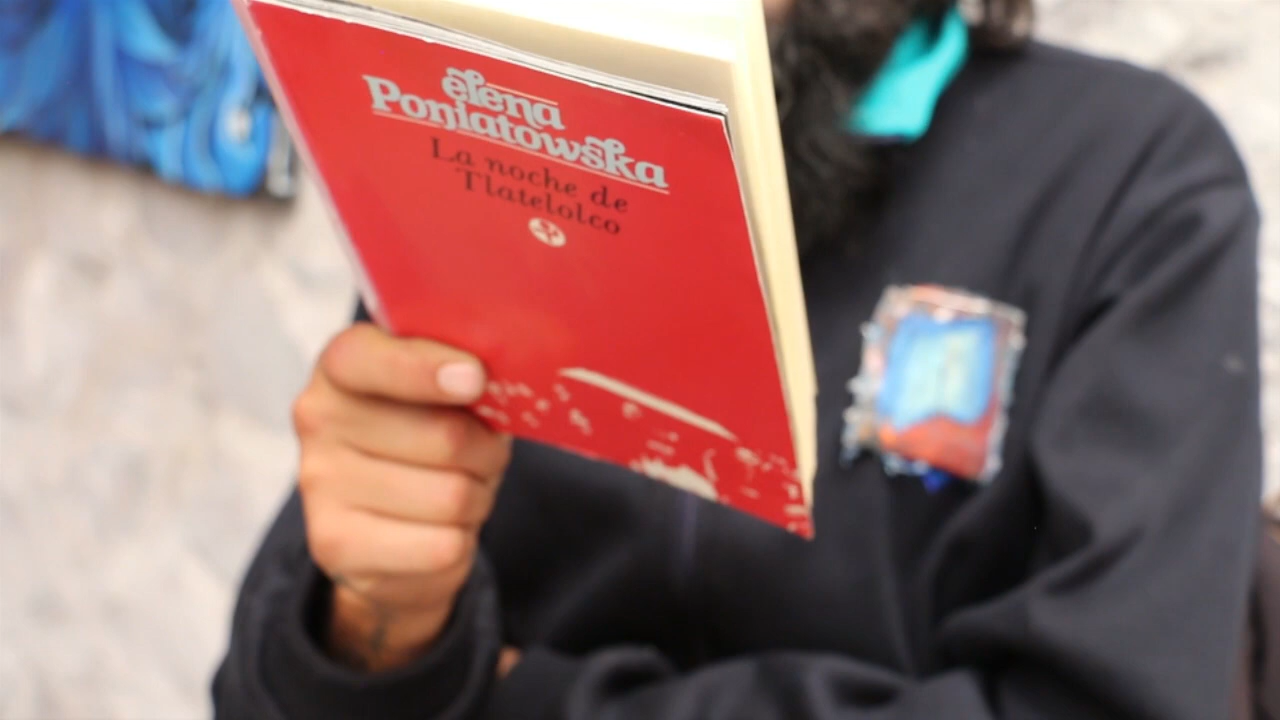 elena
Poniatowska
La noche de
Tlatelolco